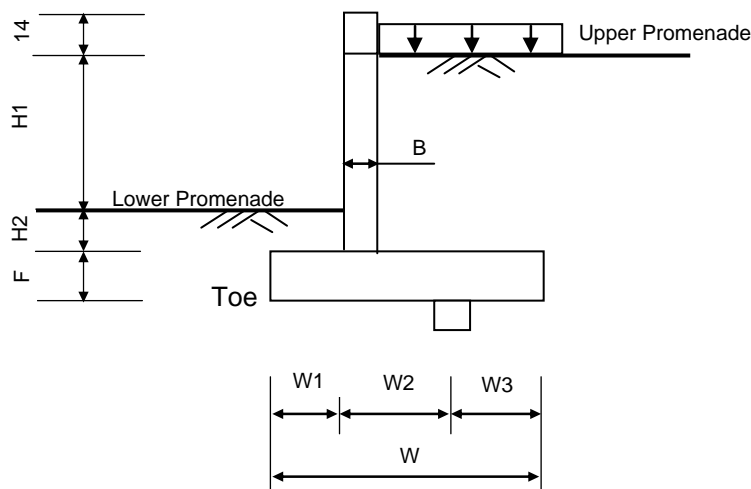 14
Upper Promenade
H1
B
Lower Promenade
H2
F
Toe
W1
W2
W3
W